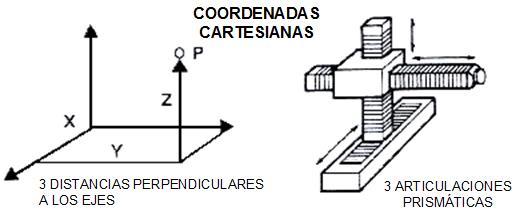 COORDENADAS
CARTESIANAS
P
Z
X
Y
3 DISTANCIAS PERPENDICULARES
A LOS EJES
3 ARTICULACIONES
PRISMÁTICAS